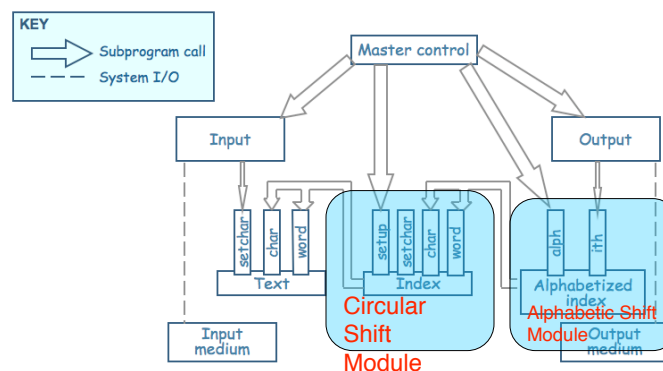 KEY
Subprogram call
System I/O
Master control
Input
Output
setchar
char
word
setup
setchar
char
word
alph
ith
Text
Index
Alphabetized
index
Circular
Shift
Module
Alphabetic Shift
Module
Input
medium
Output
medium